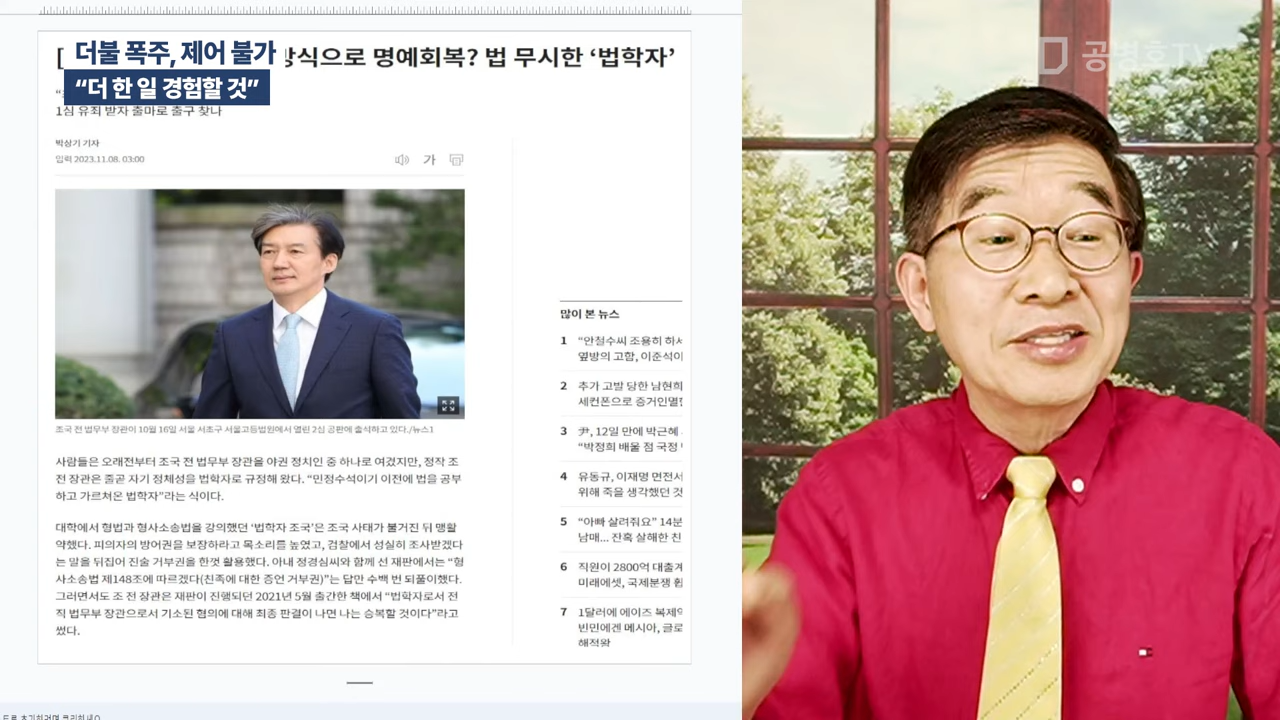 더불 폭주, 제어 불가
“더 한 일 경험할 것”
[
방식으로 명예회복? 법 무시한 ‘법학자’
1심 유죄 받자 출마로 출구 찾나
박상기 기자
입력 2023.11.08. 03:00
가
조국 전 법무부 장관이 10월 16일 서울 서초구 서울고등법원에서 열린 2심 공판에 출석하고 있다./뉴스1
사람들은 오래전부터 조국 전 법무부 장관을 야권 정치인 중 하나로 여겼지만, 정작 조
전 장관은 줄곧 자기 정체성을 법학자로 규정해 왔다. “민정수석이기 이전에 법을 공부
하고 가르쳐온 법학자”라는 식이다.
대학에서 형법과 형사소송법을 강의했던 ‘법학자 조국’은 조국 사태가 불거진 뒤 맹활
약했다. 피의자의 방어권을 보장하라고 목소리를 높였고, 검찰에서 성실히 조사받겠다
는 말을 뒤집어 진술 거부권을 한껏 활용했다. 아내 정경심씨와 함께 선 재판에서는 “형
사소송법 제148조에 따르겠다(친족에 대한 증언 거부권)”는 답만 수백 번 되풀이했다.
그러면서도 조 전 장관은 재판이 진행되던 2021년 5월 출간한 책에서 “법학자로서 전
직 법무부 장관으로서 기소된 혐의에 대해 최종 판결이 나면 나는 승복할 것이다”라고
썼다.
많이 본 뉴스
1 “안철수씨 조용히 하세
옆방의 고함, 이준석이
2 추가 고발 당한 남현희
세컨폰으로 증거인멸
3 尹, 12일 만에 박근혜
“박정희 배울 점 국정
4 유동규, 이재명 면전서
위해 죽을 생각했던 것
5 “아빠 살려줘요” 14분
남매... 잔혹 살해한 친
6 직원이 2800억 대출계
미래에셋, 국제분쟁 휩
7 1달러에 에이즈 복제약
빈민에겐 메시아, 글로
해적왕
공병호TV